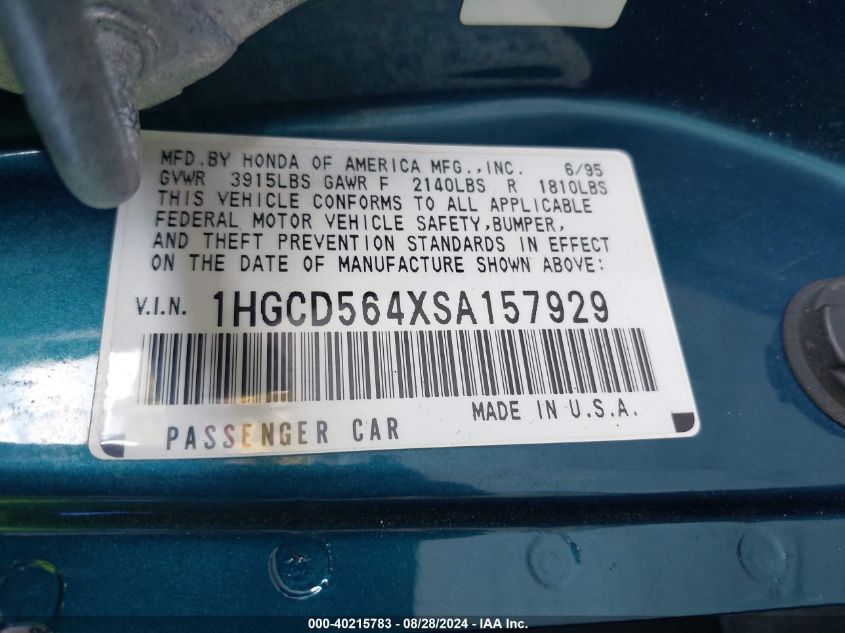 MFD.BY HONDA OF AMERICA MFG.,INC. 6/95
GVWR 3915LBS GAWR F 2140LBS R 1810LBS
THIS VEHICLE CONFORMS TO ALL APPLICABLE
FEDERAL MOTOR VEHICLE SAFETY,BUMPER,
AND THEFT PREVENTION STANDARDS IN EFFECT
ON THE DATE OF MANUFACTURE SHOWN ABOVE:
V.I.N. 1HGCD564XSA157929
PASSENGER CAR MADE IN U.S.A.
000-40215783 - 08/28/2024 - IAA Inc.